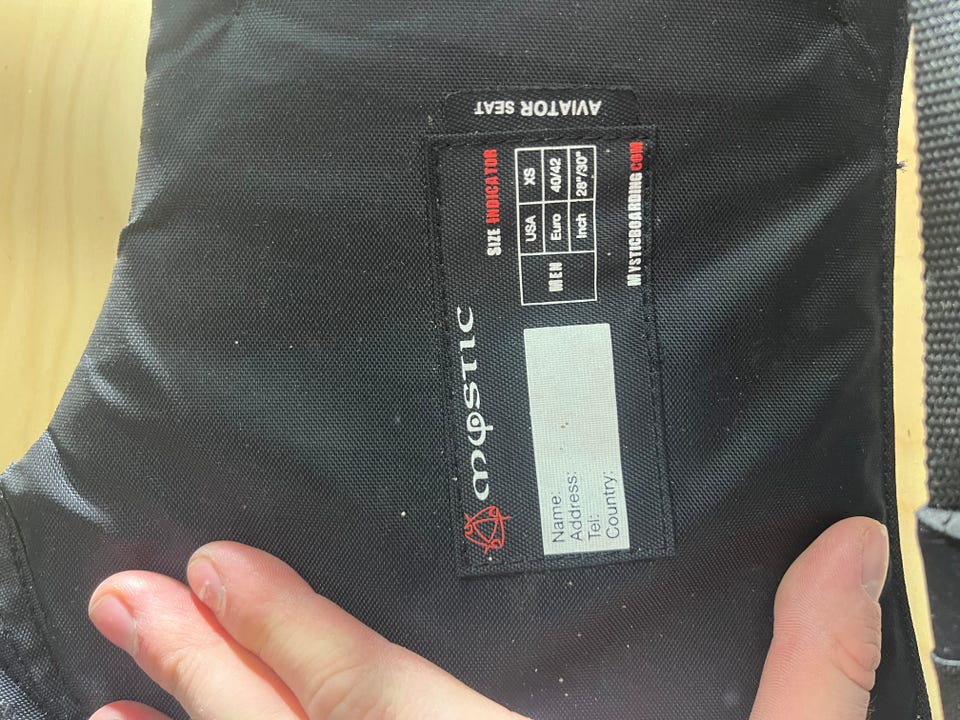 AVIATOR SEAT
MYSTIC
SIZE INDICATOR
MEN USA XS
Euro 40/42
Inch 28"/30"
MYSTICBOARDING.COM
Name
Address:
Tel:
Country: